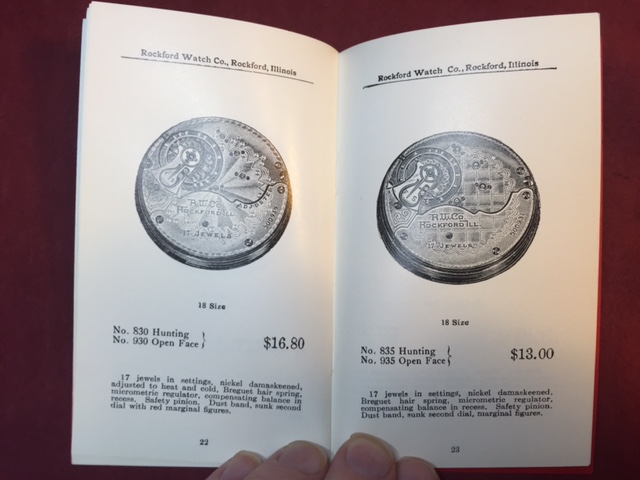 Rockford Watch Co., Rockford, Illinois
R.W.Co.
ROCKFORD ILL.
17 JEWELS
ADJUSTED
18 Size
No. 830 Hunting
No. 930 Open Face
$16.80
17 jewels in settings, nickel damaskeened,
adjusted to heat and cold, Breguet hair spring,
micrometric regulator, compensating balance in
recess. Safety pinion. Dust band, sunk second
dial with red marginal figures.
22
Rockford Watch Co., Rockford, Illinois
R.W.Co.
ROCKFORD ILL.
17 JEWELS
18 Size
No. 835 Hunting
No. 935 Open Face
$13.00
17 jewels in settings, nickel damaskeened,
Breguet hair spring, micrometric regulator,
compensating balance in recess. Safety pinion.
Dust band, sunk second dial, marginal figures.
23